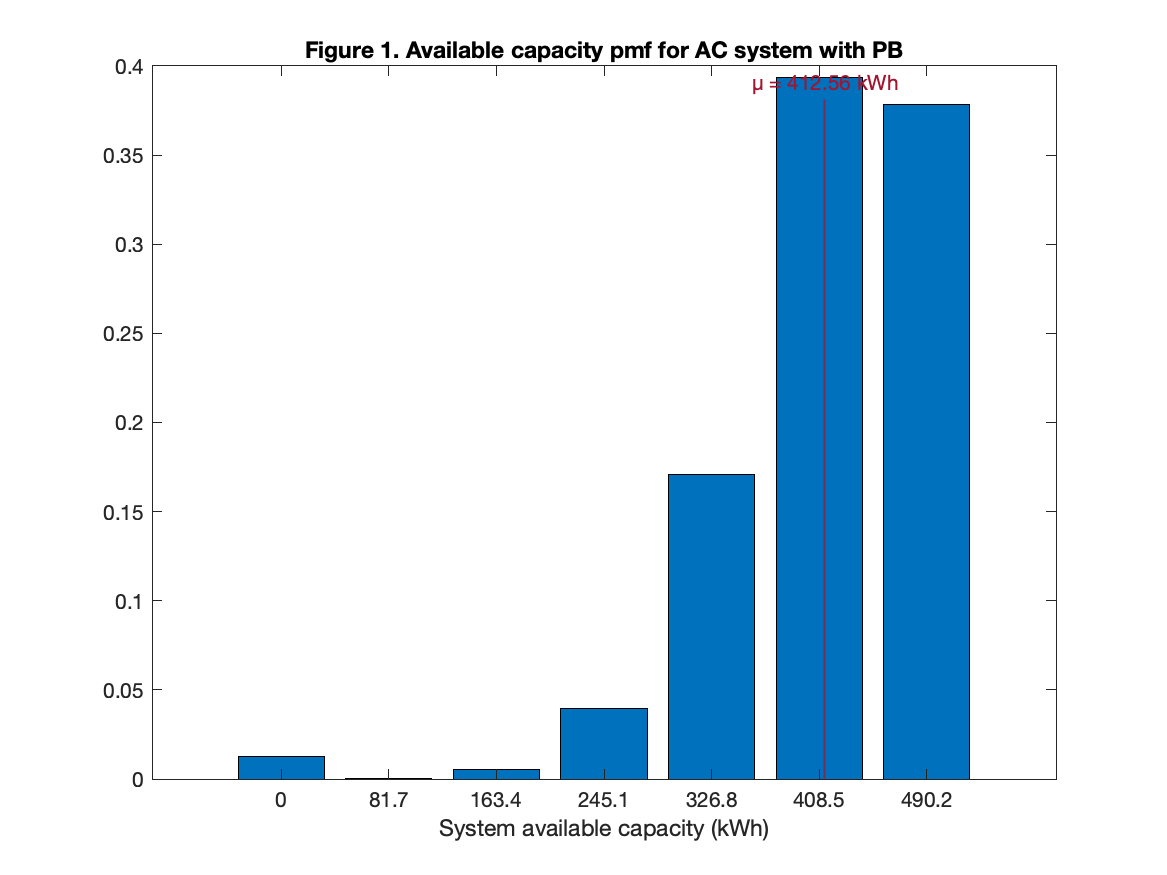 Figure 1. Available capacity pmf for AC system with PB
0.4
μ = 412.56 kWh
0.35
0.3
0.25
0.2
0.15
0.1
0.05
0
0 81.7 163.4 245.1 326.8 408.5 490.2
System available capacity (kWh)